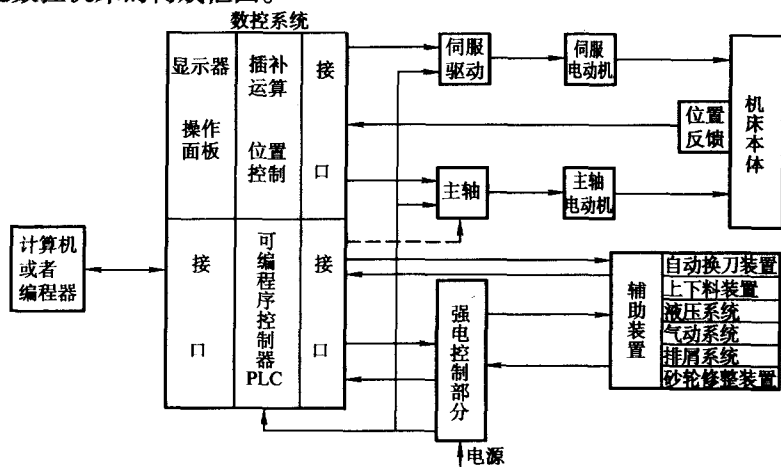 数控系统
显示器
操作
面板
插补
运算
位置
控制
接
口
伺服
驱动
伺服
电动机
机床本体
位置
反馈
主轴
主轴
电动机
计算机
或者
编程器
接
口
可编程序控制器
PLC
接
口
强电控制部分
电源
辅助装置
自动换刀装置
上下料装置
液压系统
气动系统
排屑系统
砂轮修整装置